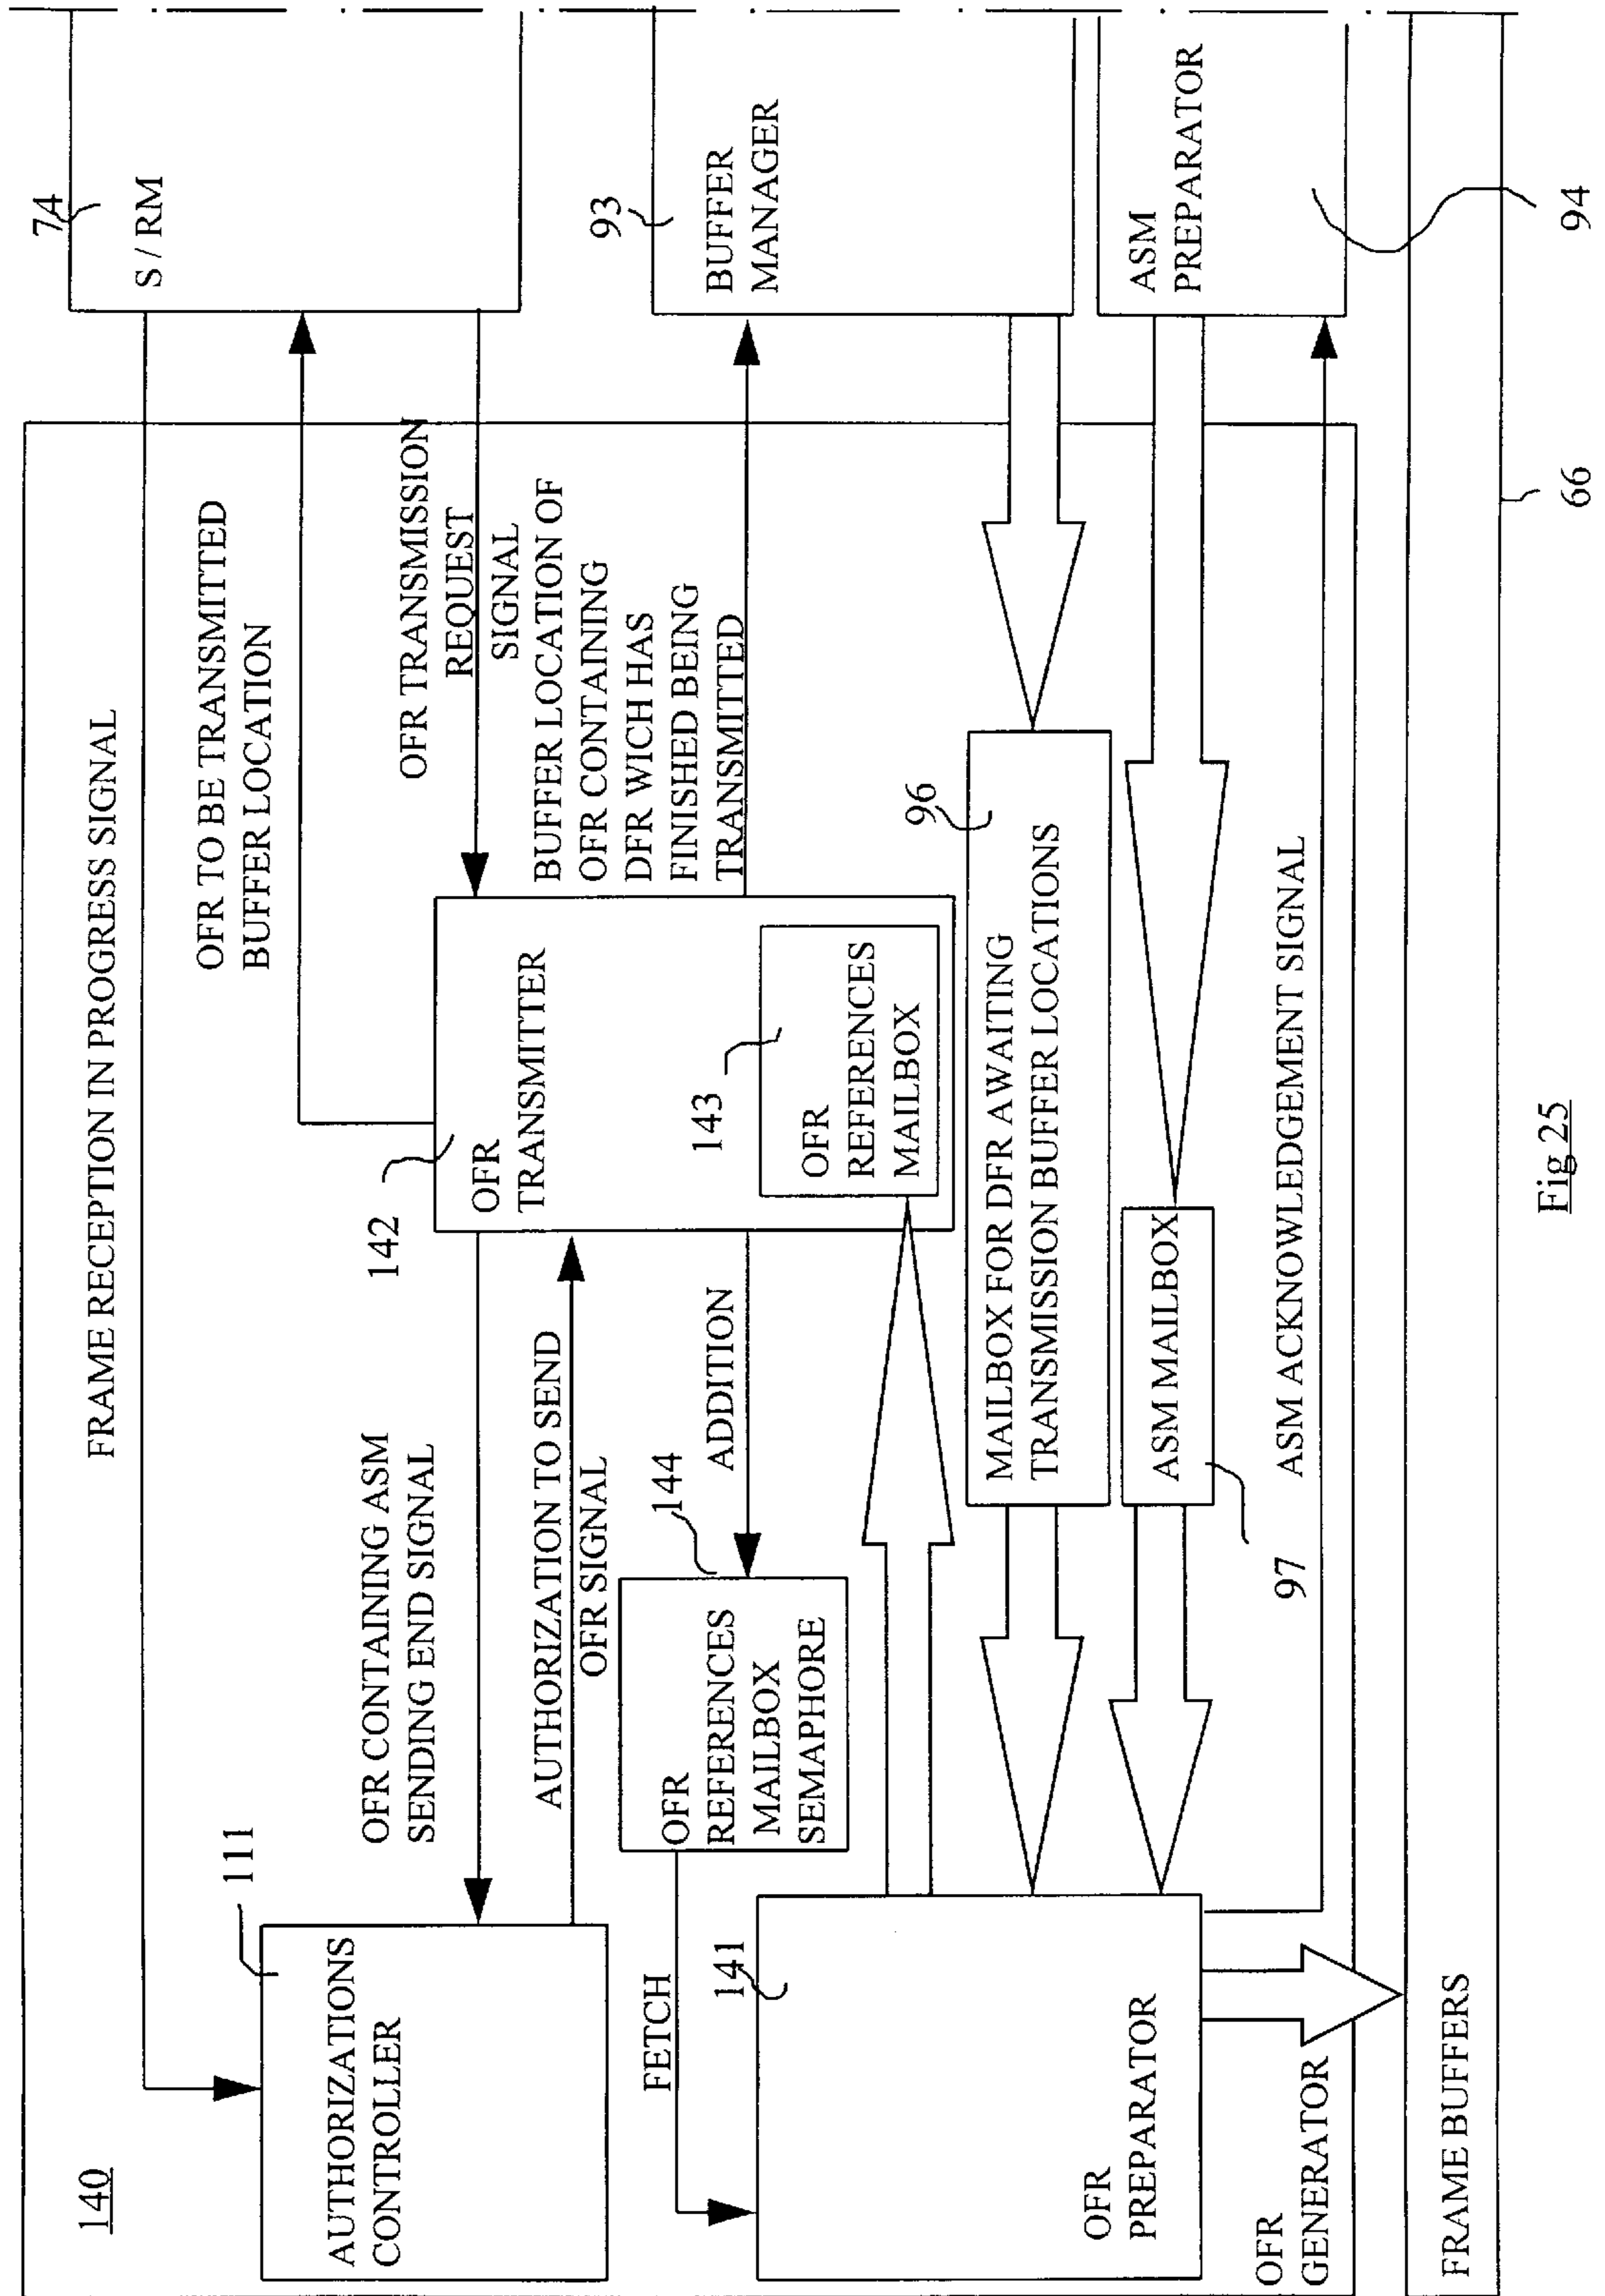 140
FRAME RECEPTION IN PROGRESS SIGNAL
74
S / RM
111
AUTHORIZATIONS
CONTROLLER
OFR TO BE TRANSMITTED
BUFFER LOCATION
OFR CONTAINING ASM
SENDING END SIGNAL
142
OFR
TRANSMITTER
OFR TRANSMISSION
REQUEST
SIGNAL
AUTHORIZATION TO SEND
OFR SIGNAL
BUFFER LOCATION OF
OFR CONTAINING
DFR WICH HAS
FINISHED BEING
TRANSMITTED
93
BUFFER
MANAGER
FETCH
144
OFR
REFERENCES
MAILBOX
SEMAPHORE
ADDITION
143
OFR
REFERENCES
MAILBOX
141
OFR
PREPARATOR
96
MAILBOX FOR DFR AWAITING
TRANSMISSION BUFFER LOCATIONS
ASM
PREPARATOR
94
ASM MAILBOX
97
ASM ACKNOWLEDGEMENT SIGNAL
OFR
GENERATOR
FRAME BUFFERS
66
Fig 25